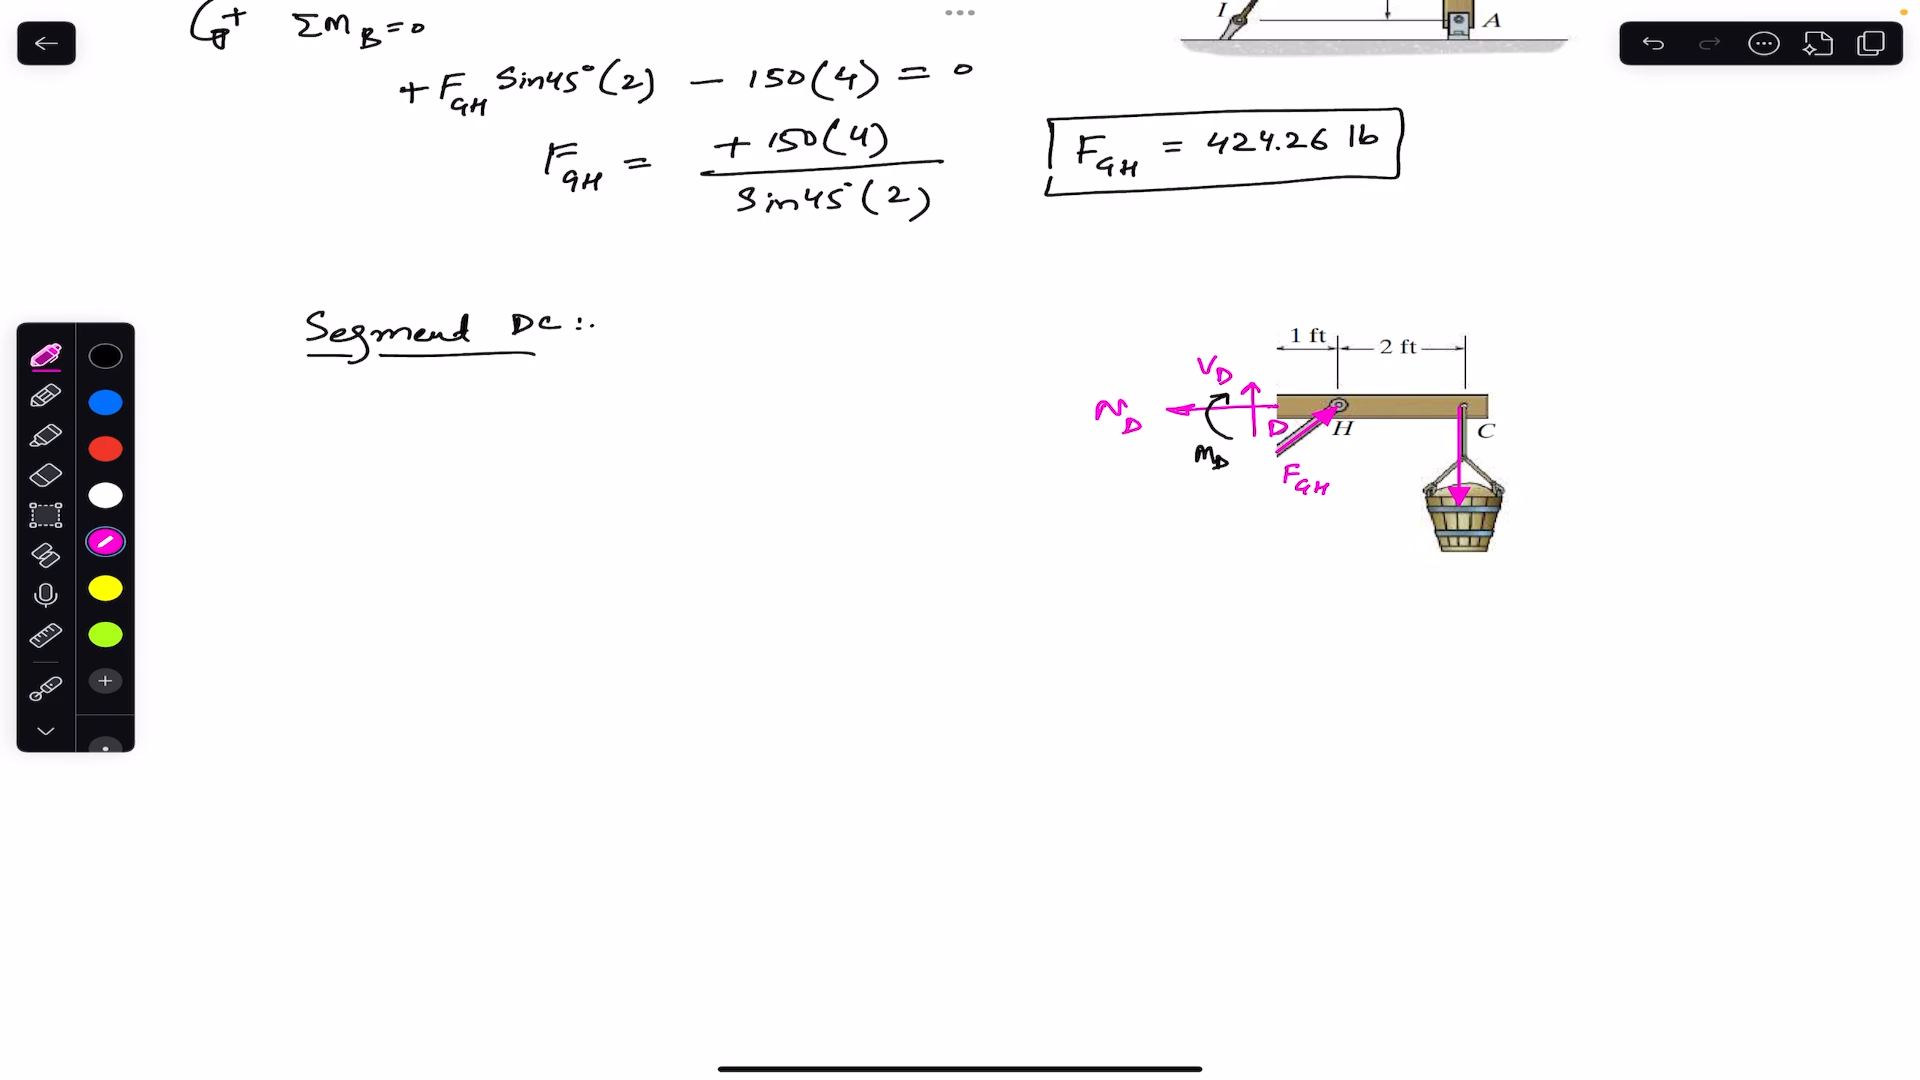 ↺+ ΣM_B=0
+ F_GH Sin45°(2) - 150(4) = 0
F_GH = + 150(4) / Sin45°(2)
F_GH = 424.26 lb
I
A
Segmend DC :.
1 ft
2 ft
V_D
N_D
D
H
C
M_D
F_GH